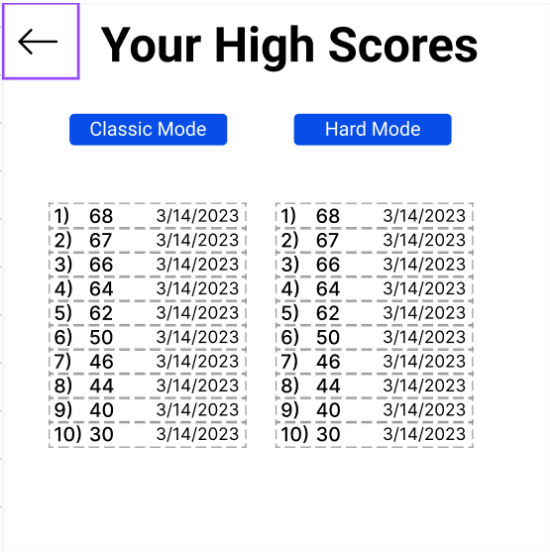 Your High Scores
Classic Mode
Hard Mode
1) 68 3/14/2023
2) 67 3/14/2023
3) 66 3/14/2023
4) 64 3/14/2023
5) 62 3/14/2023
6) 50 3/14/2023
7) 46 3/14/2023
8) 44 3/14/2023
9) 40 3/14/2023
10) 30 3/14/2023
1) 68 3/14/2023
2) 67 3/14/2023
3) 66 3/14/2023
4) 64 3/14/2023
5) 62 3/14/2023
6) 50 3/14/2023
7) 46 3/14/2023
8) 44 3/14/2023
9) 40 3/14/2023
10) 30 3/14/2023